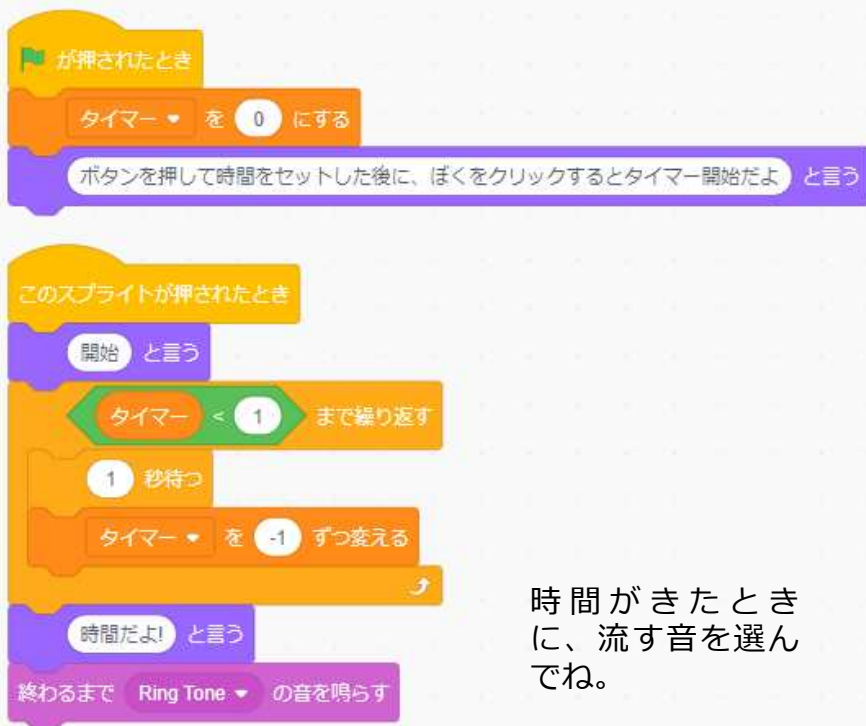 が押されたとき
タイマー を 0 にする
ボタンを押して時間をセットした後に、ぼくをクリックするとタイマー開始だよ と言う
このスプライトが押されたとき
開始 と言う
タイマー < 1 まで繰り返す
1 秒待つ
タイマー を -1 ずつ変える
時間だよ! と言う
終わるまで Ring Tone の音を鳴らす
時間がきたとき
に、流す音を選ん
でね。